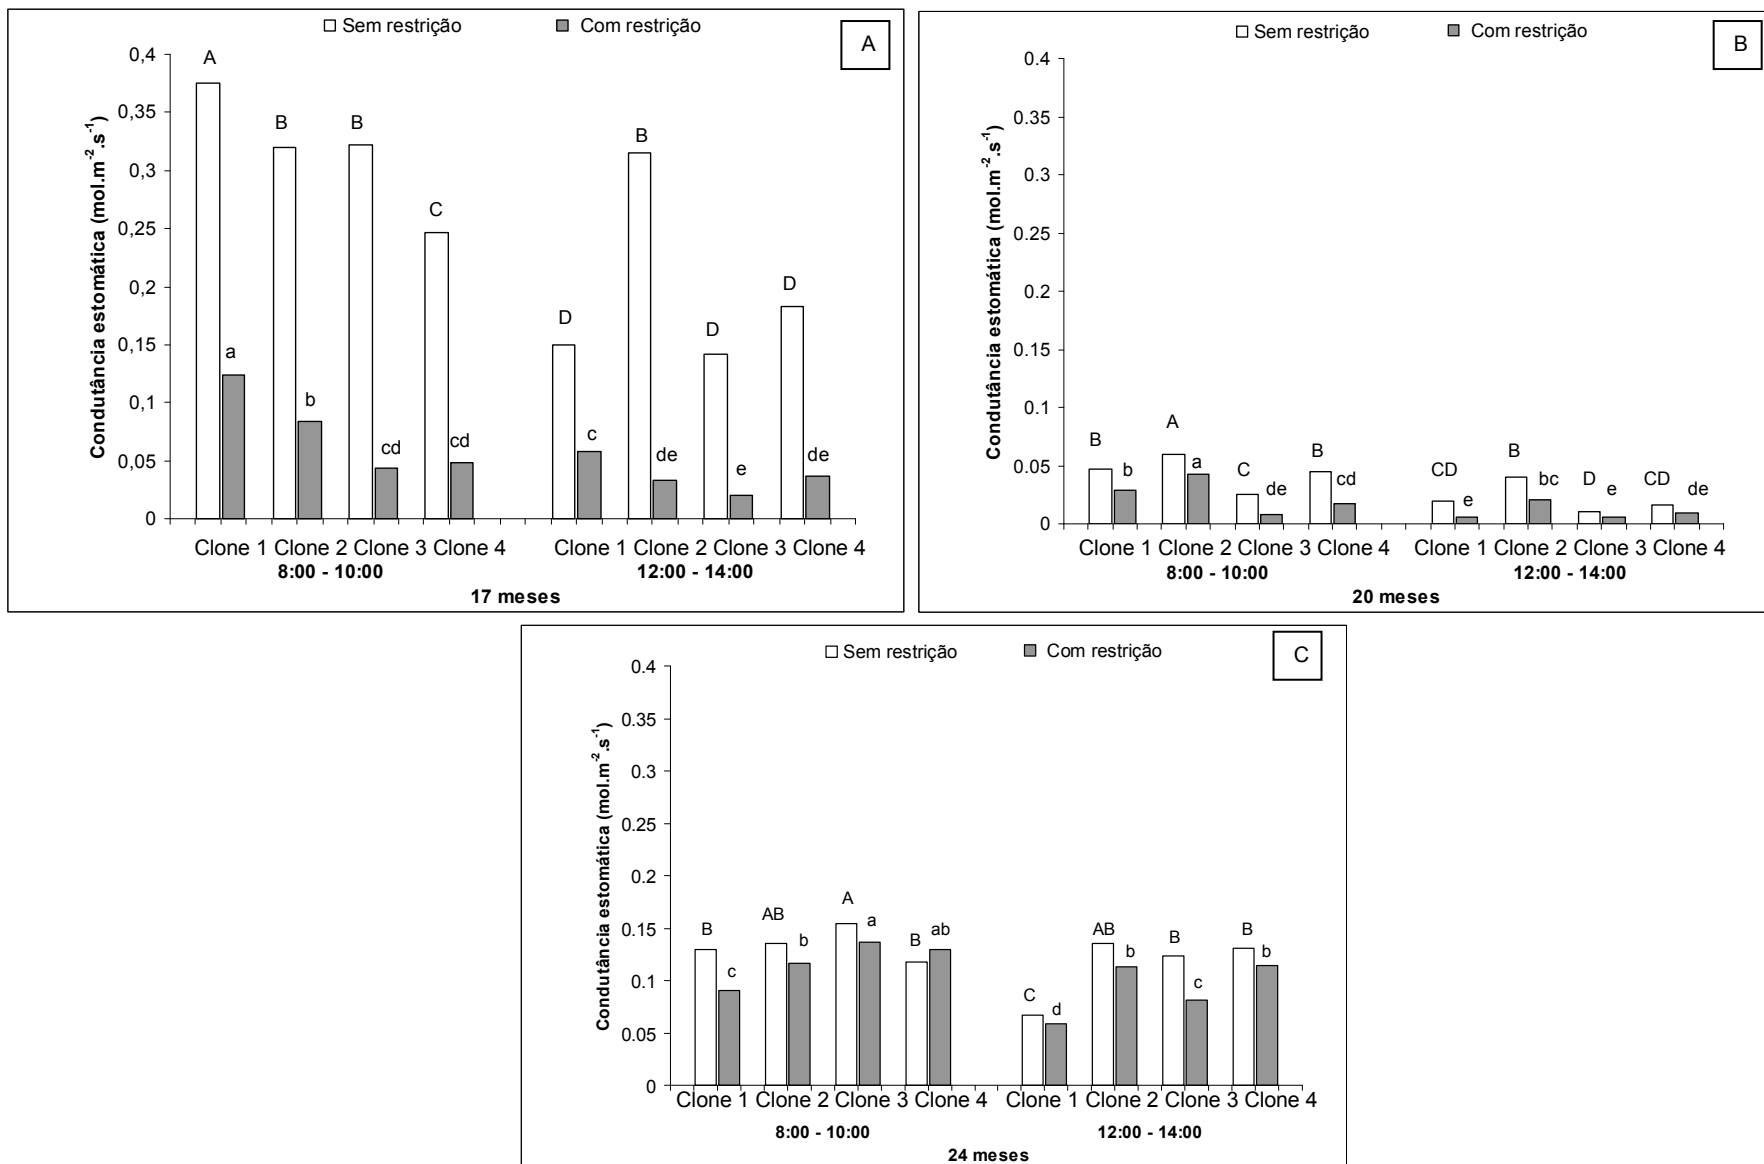 Sem restrição Com restrição
A
Condutância estomática (mol.m⁻².s⁻¹)
0,4
0,35
0,3
0,25
0,2
0,15
0,1
0,05
0
A
B
B
C
D
B
D
D
a
b
cd
cd
c
de
e
de
Clone 1 Clone 2 Clone 3 Clone 4 Clone 1 Clone 2 Clone 3 Clone 4
8:00 - 10:00 12:00 - 14:00
17 meses
Sem restrição Com restrição
B
Condutância estomática (mol.m⁻².s⁻¹)
0.4
0.35
0.3
0.25
0.2
0.15
0.1
0.05
0
B
A
C
B
CD
B
D
CD
b
a
de
cd
e
bc
e
de
Clone 1 Clone 2 Clone 3 Clone 4 Clone 1 Clone 2 Clone 3 Clone 4
8:00 - 10:00 12:00 - 14:00
20 meses
Sem restrição Com restrição
C
Condutância estomática (mol.m⁻².s⁻¹)
0.4
0.35
0.3
0.25
0.2
0.15
0.1
0.05
0
B
AB
A
B
C
AB
B
B
c
b
a
ab
d
b
c
b
Clone 1 Clone 2 Clone 3 Clone 4 Clone 1 Clone 2 Clone 3 Clone 4
8:00 - 10:00 12:00 - 14:00
24 meses